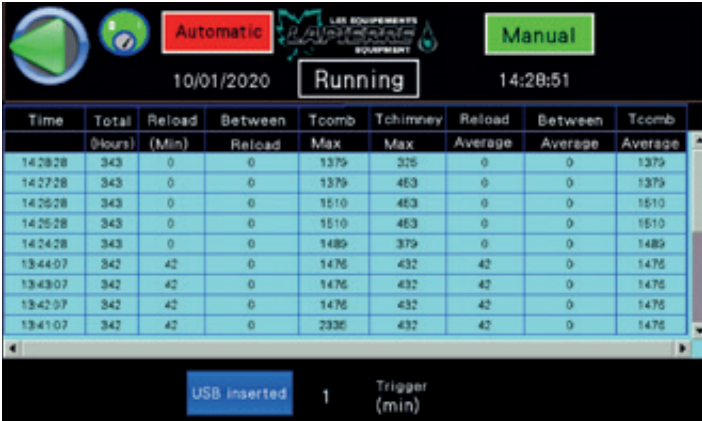 Automatic
LES EQUIPEMENTS
LAPIERRE
EQUIPMENT
Manual
10/01/2020
Running
14:28:51
Time Total Reload Between Tcomb Tchimney Reload Between Tcomb
(Hours) (Min) Reload Max Max Average Average Average
14:28:28 343 0 0 1379 325 0 0 1379
14:27:28 343 0 0 1379 453 0 0 1379
14:26:28 343 0 0 1510 453 0 0 1510
14:25:28 343 0 0 1510 453 0 0 1510
14:24:28 343 0 0 1489 379 0 0 1489
13:44:07 342 42 0 1476 432 42 0 1476
13:43:07 342 42 0 1476 432 42 0 1476
13:42:07 342 42 0 1476 432 42 0 1476
13:41:07 342 42 0 432 42 0 1476
USB inserted
1
Trigger
(min)